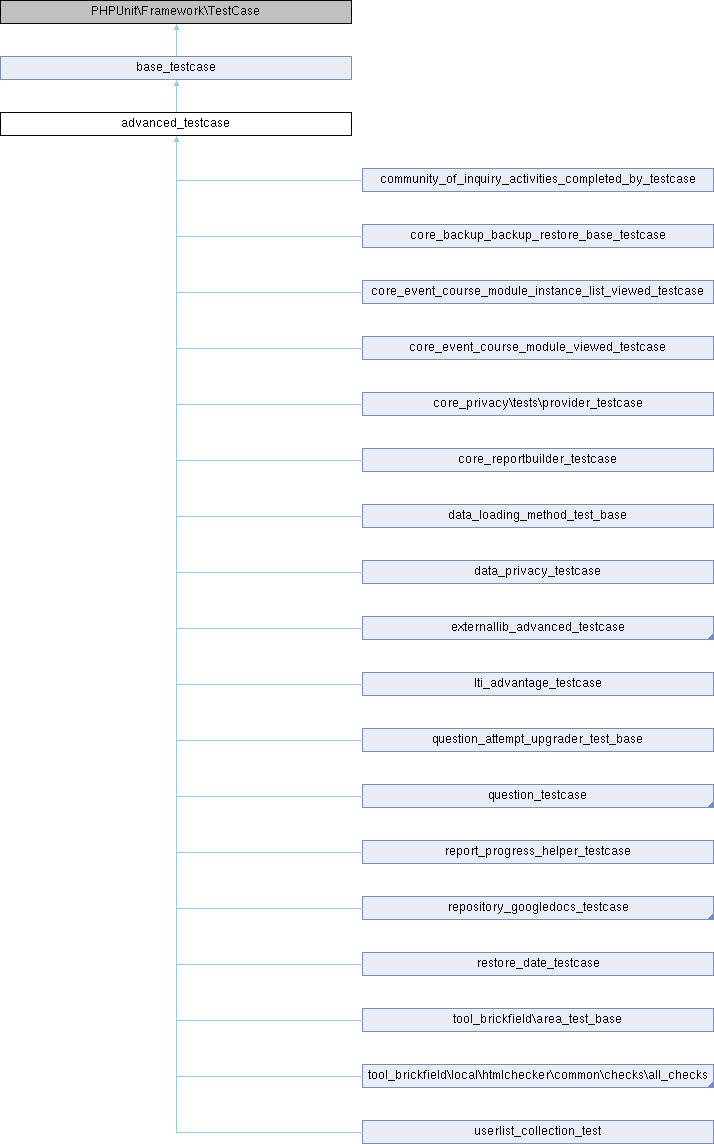 PHPUnit\Framework\TestCase
base_testcase
advanced_testcase
community_of_inquiry_activities_completed_by_testcase
core_backup_backup_restore_base_testcase
core_event_course_module_instance_list_viewed_testcase
core_event_course_module_viewed_testcase
core_privacy\tests\provider_testcase
core_reportbuilder_testcase
data_loading_method_test_base
data_privacy_testcase
externallib_advanced_testcase
lti_advantage_testcase
question_attempt_upgrader_test_base
question_testcase
report_progress_helper_testcase
repository_googledocs_testcase
restore_date_testcase
tool_brickfield\area_test_base
tool_brickfield\local\htmlchecker\common\checks\all_checks
userlist_collection_test